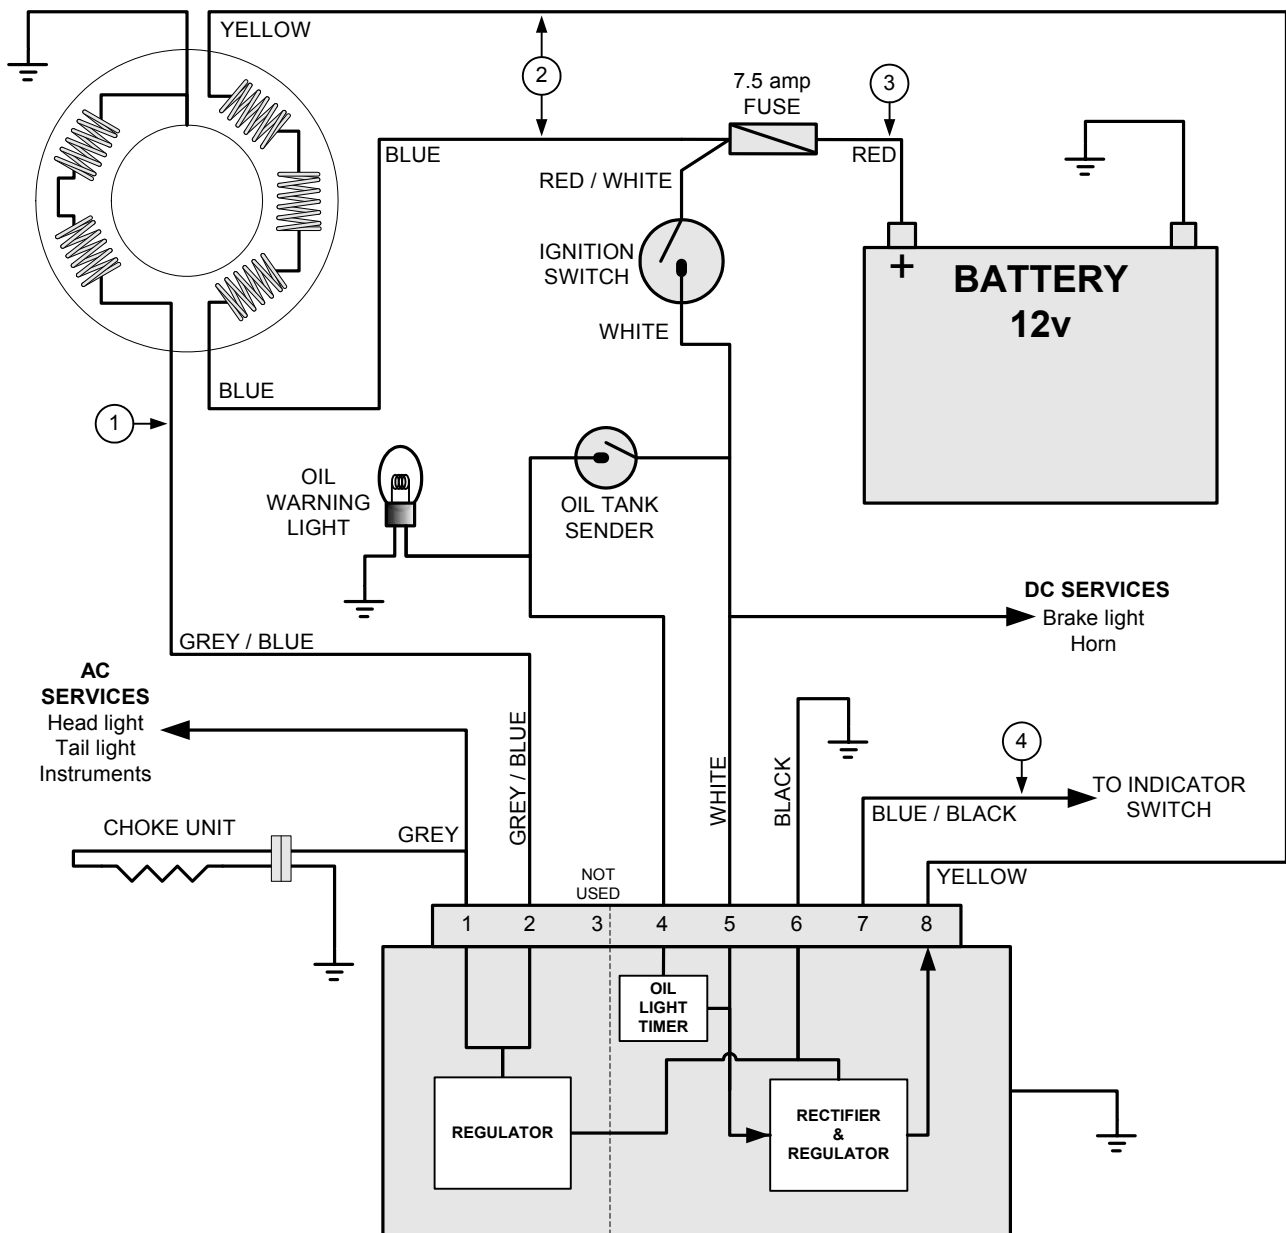 YELLOW
2
7.5 amp
FUSE
3
BLUE
RED
RED / WHITE
IGNITION
SWITCH
+
BATTERY
12v
WHITE
BLUE
1
OIL
WARNING
LIGHT
OIL TANK
SENDER
DC SERVICES
Brake light
Horn
GREY / BLUE
AC
SERVICES
Head light
Tail light
Instruments
GREY / BLUE
WHITE
BLACK
4
TO INDICATOR
SWITCH
BLUE / BLACK
CHOKE UNIT
GREY
NOT
USED
YELLOW
1 2 3 4 5 6 7 8
OIL
LIGHT
TIMER
REGULATOR
RECTIFIER
&
REGULATOR